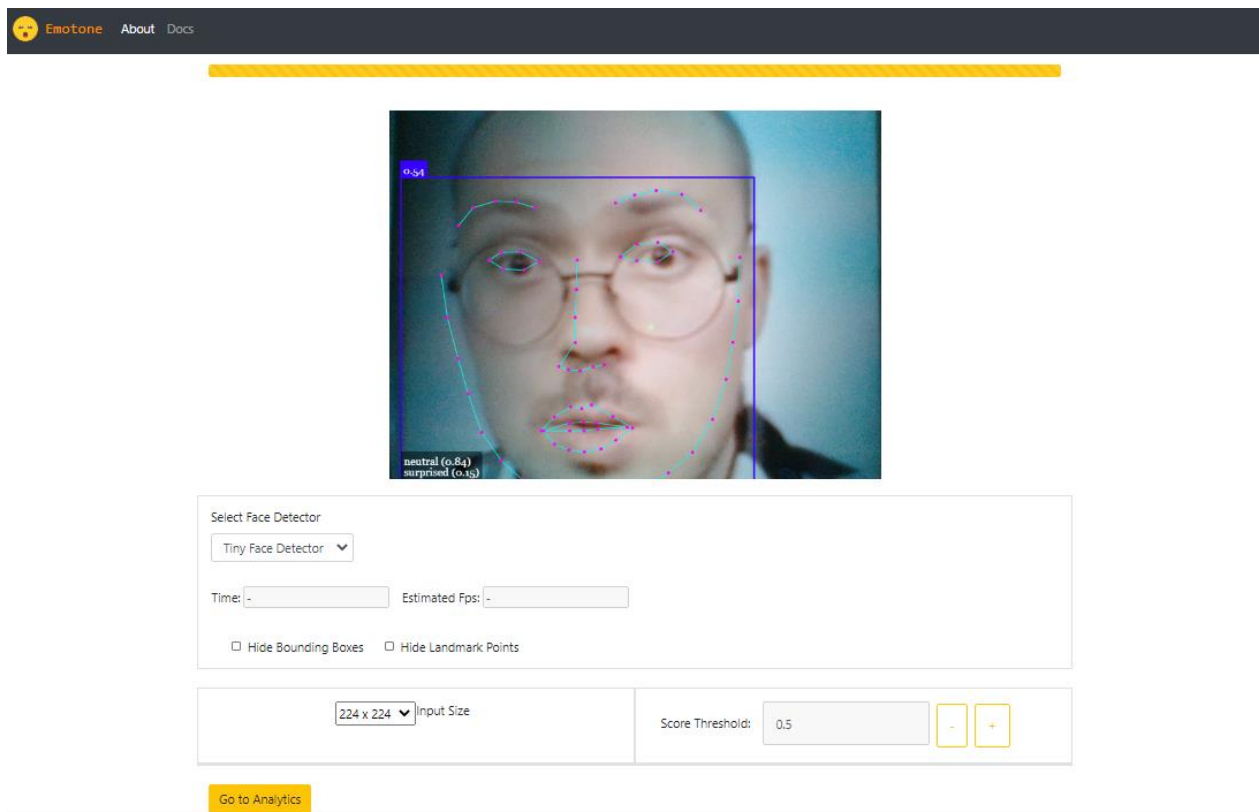 Emotone About Docs
0.54
neutral (0.84)
surprised (0.15)
Select Face Detector
Tiny Face Detector
Time: - Estimated Fps: -
Hide Bounding Boxes Hide Landmark Points
224 x 224 Input Size
Score Threshold: 0.5 - +
Go to Analytics